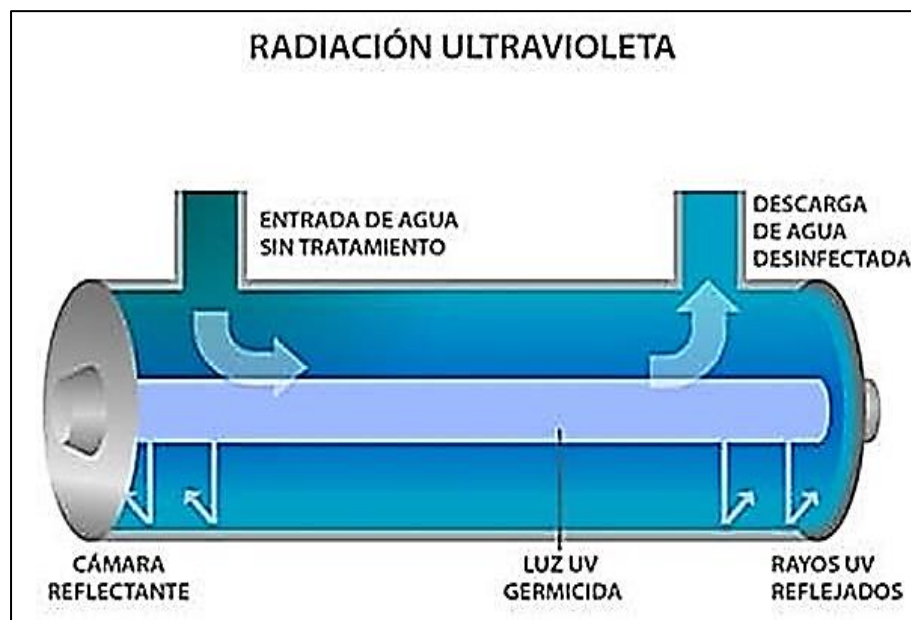 RADIACIÓN ULTRAVIOLETA
ENTRADA DE AGUA
SIN TRATAMIENTO
DESCARGA
DE AGUA
DESINFECTADA
CÁMARA
REFLECTANTE
LUZ UV
GERMICIDA
RAYOS UV
REFLEJADOS